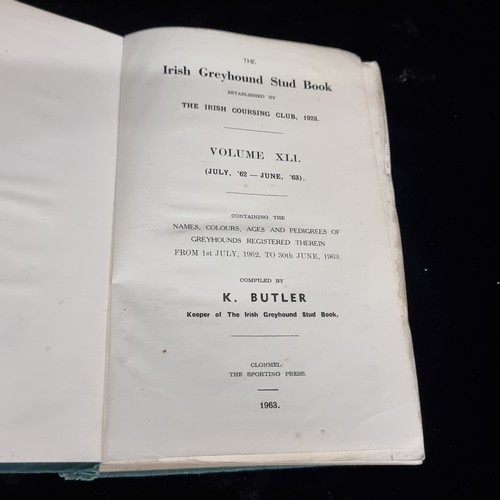 THE
Irish Greyhound Stud Book
ESTABLISHED BY
THE IRISH COURSING CLUB, 1923.
VOLUME XLI.
(JULY, '62 — JUNE, '63).
CONTAINING THE
NAMES, COLOURS, AGES AND PEDIGREES OF
GREYHOUNDS REGISTERED THEREIN
FROM 1st JULY, 1962, TO 30th JUNE, 1963.
COMPILED BY
K. BUTLER
Keeper of The Irish Greyhound Stud Book.
CLONMEL:
THE SPORTING PRESS.
1963.